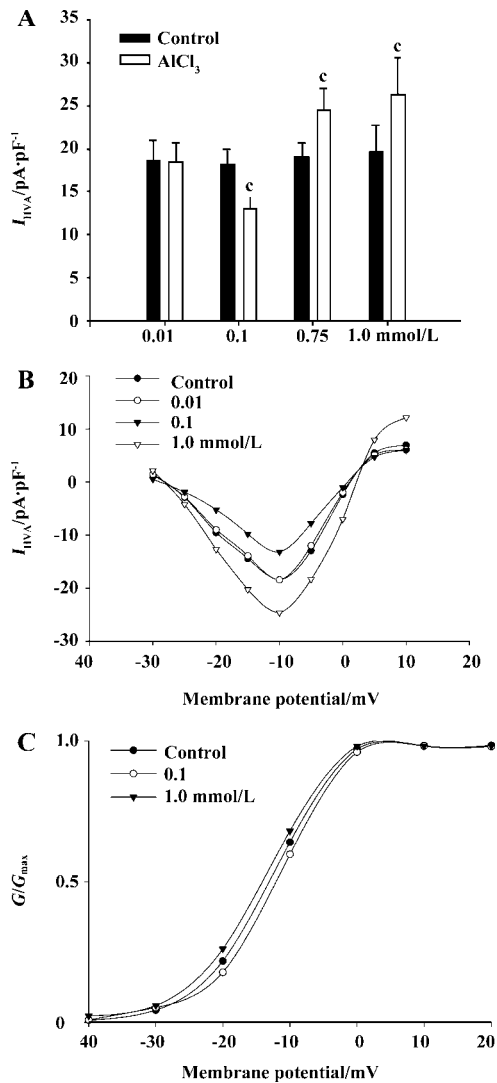 A
Control
AlCl3
c
c
c
35
30
25
20
15
10
5
0
IHVA/pA·pF-1
0.01 0.1 0.75 1.0 mmol/L
B
Control
0.01
0.1
1.0 mmol/L
20
10
0
-10
-20
-30
IHVA/pA·pF-1
40 -30 -20 -10 0 10 20
Membrane potential/mV
C
Control
0.1
1.0 mmol/L
1.0
0.5
0
G/Gmax
40 -30 -20 -10 0 10 20
Membrane potential/mV